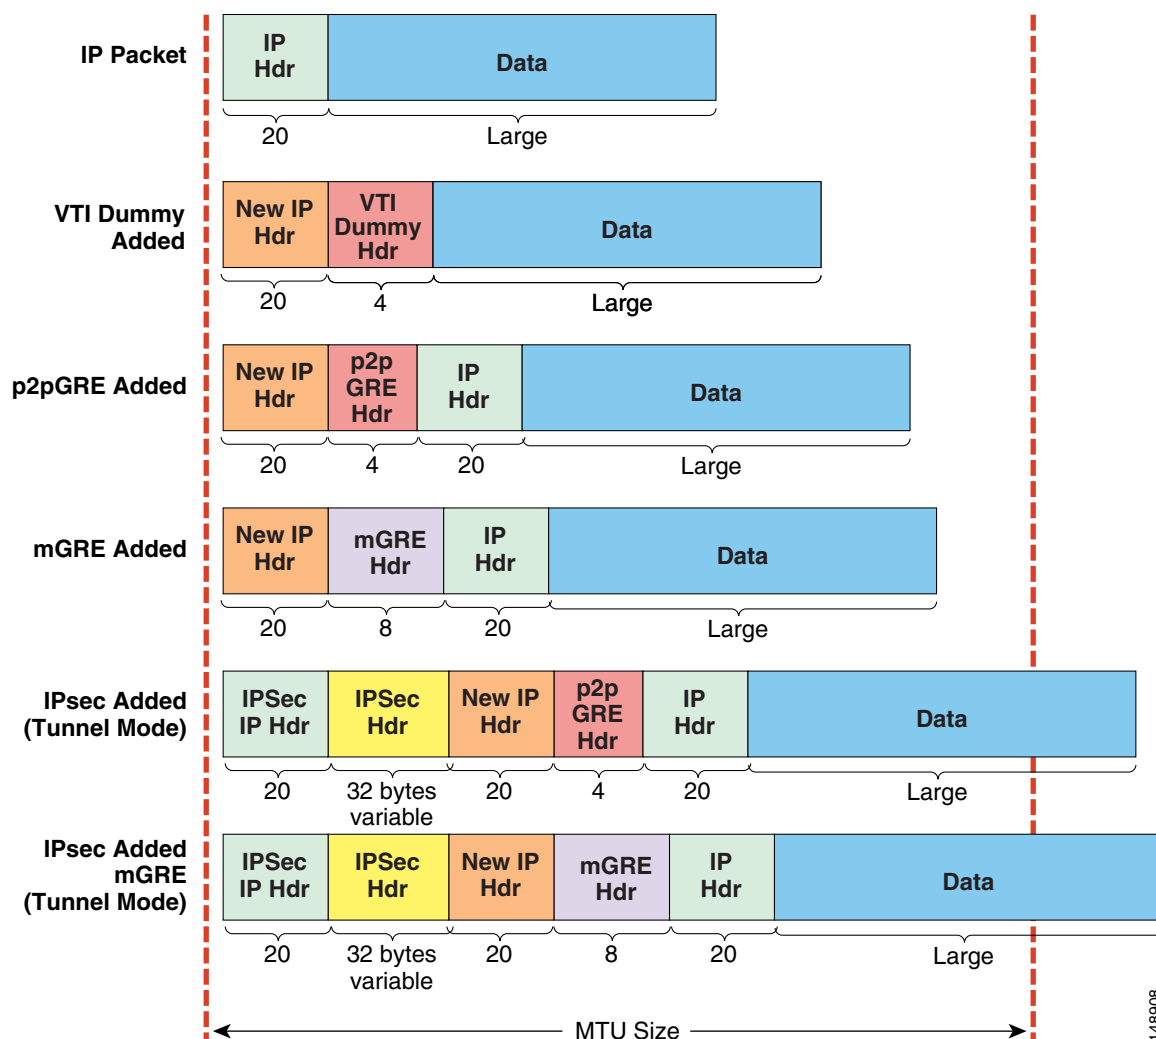 IP Packet
IP
Hdr
Data
20
Large
VTI Dummy
Added
New IP
Hdr
VTI
Dummy
Hdr
Data
20
4
Large
p2pGRE Added
New IP
Hdr
p2p
GRE
Hdr
IP
Hdr
Data
20
4
20
Large
mGRE Added
New IP
Hdr
mGRE
Hdr
IP
Hdr
Data
20
8
20
Large
IPsec Added
(Tunnel Mode)
IPSec
IP Hdr
IPSec
Hdr
New IP
Hdr
p2p
GRE
Hdr
IP
Hdr
Data
20
32 bytes
variable
20
4
20
Large
IPsec Added
mGRE
(Tunnel Mode)
IPSec
IP Hdr
IPSec
Hdr
New IP
Hdr
mGRE
Hdr
IP
Hdr
Data
20
32 bytes
variable
20
8
20
Large
MTU Size
148908